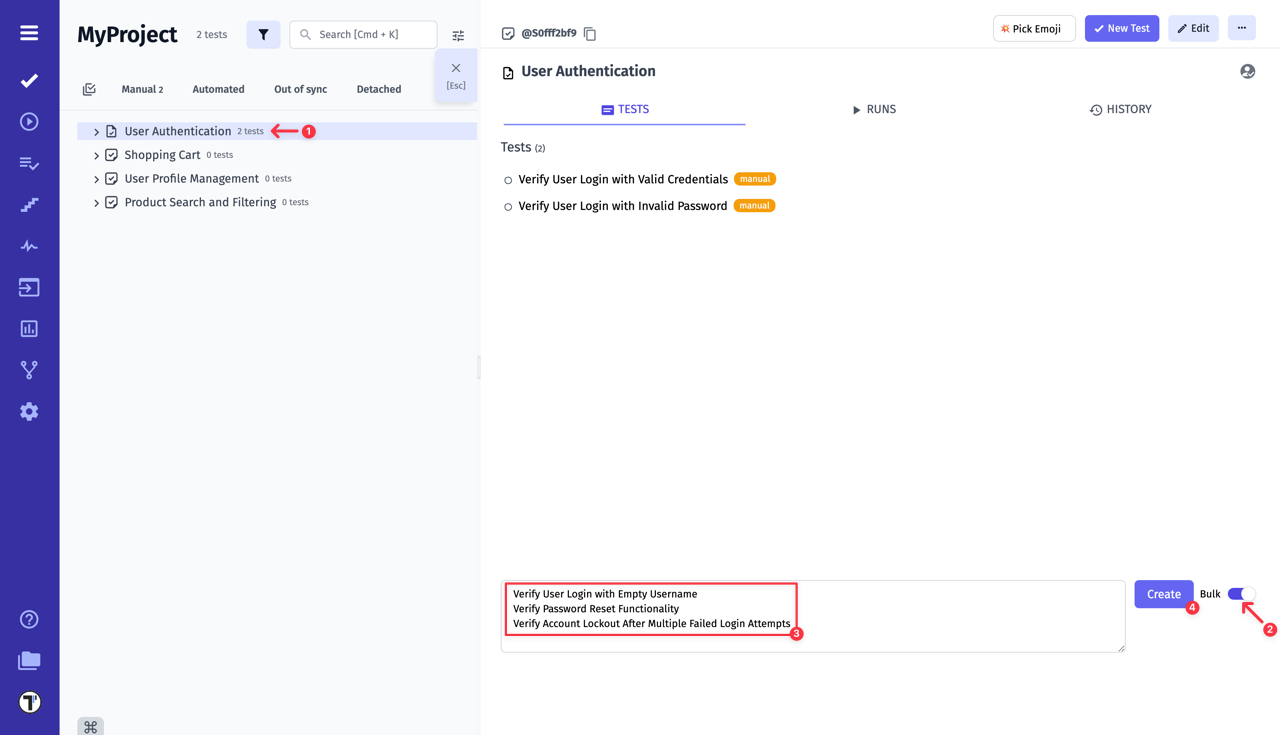 MyProject
2 tests
Search [Cmd + K]
[Esc]
Manual 2
Automated
Out of sync
Detached
User Authentication 2 tests
1
Shopping Cart 0 tests
User Profile Management 0 tests
Product Search and Filtering 0 tests
@S0fff2bf9
Pick Emoji
New Test
Edit
User Authentication
TESTS
RUNS
HISTORY
Tests (2)
Verify User Login with Valid Credentials manual
Verify User Login with Invalid Password manual
Verify User Login with Empty Username
Verify Password Reset Functionality
Verify Account Lockout After Multiple Failed Login Attempts
3
Create
4
Bulk
2